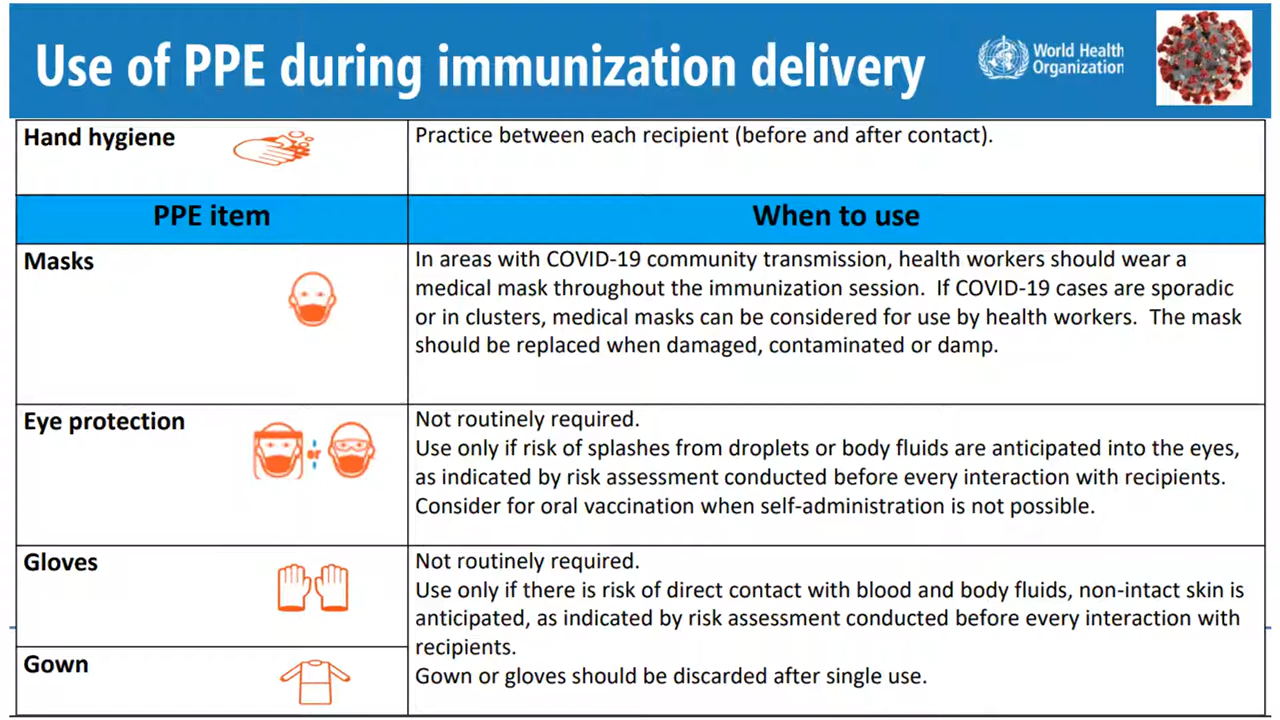 Use of PPE during immunization delivery
World Health
Organization
Hand hygiene
Practice between each recipient (before and after contact).
PPE item
When to use
Masks
In areas with COVID-19 community transmission, health workers should wear a
medical mask throughout the immunization session.  If COVID-19 cases are sporadic
or in clusters, medical masks can be considered for use by health workers.  The mask
should be replaced when damaged, contaminated or damp.
Eye protection
or
Not routinely required.
Use only if risk of splashes from droplets or body fluids are anticipated into the eyes,
as indicated by risk assessment conducted before every interaction with recipients.
Consider for oral vaccination when self-administration is not possible.
Gloves
Not routinely required.
Use only if there is risk of direct contact with blood and body fluids, non-intact skin is
anticipated, as indicated by risk assessment conducted before every interaction with
recipients.
Gown
Gown or gloves should be discarded after single use.